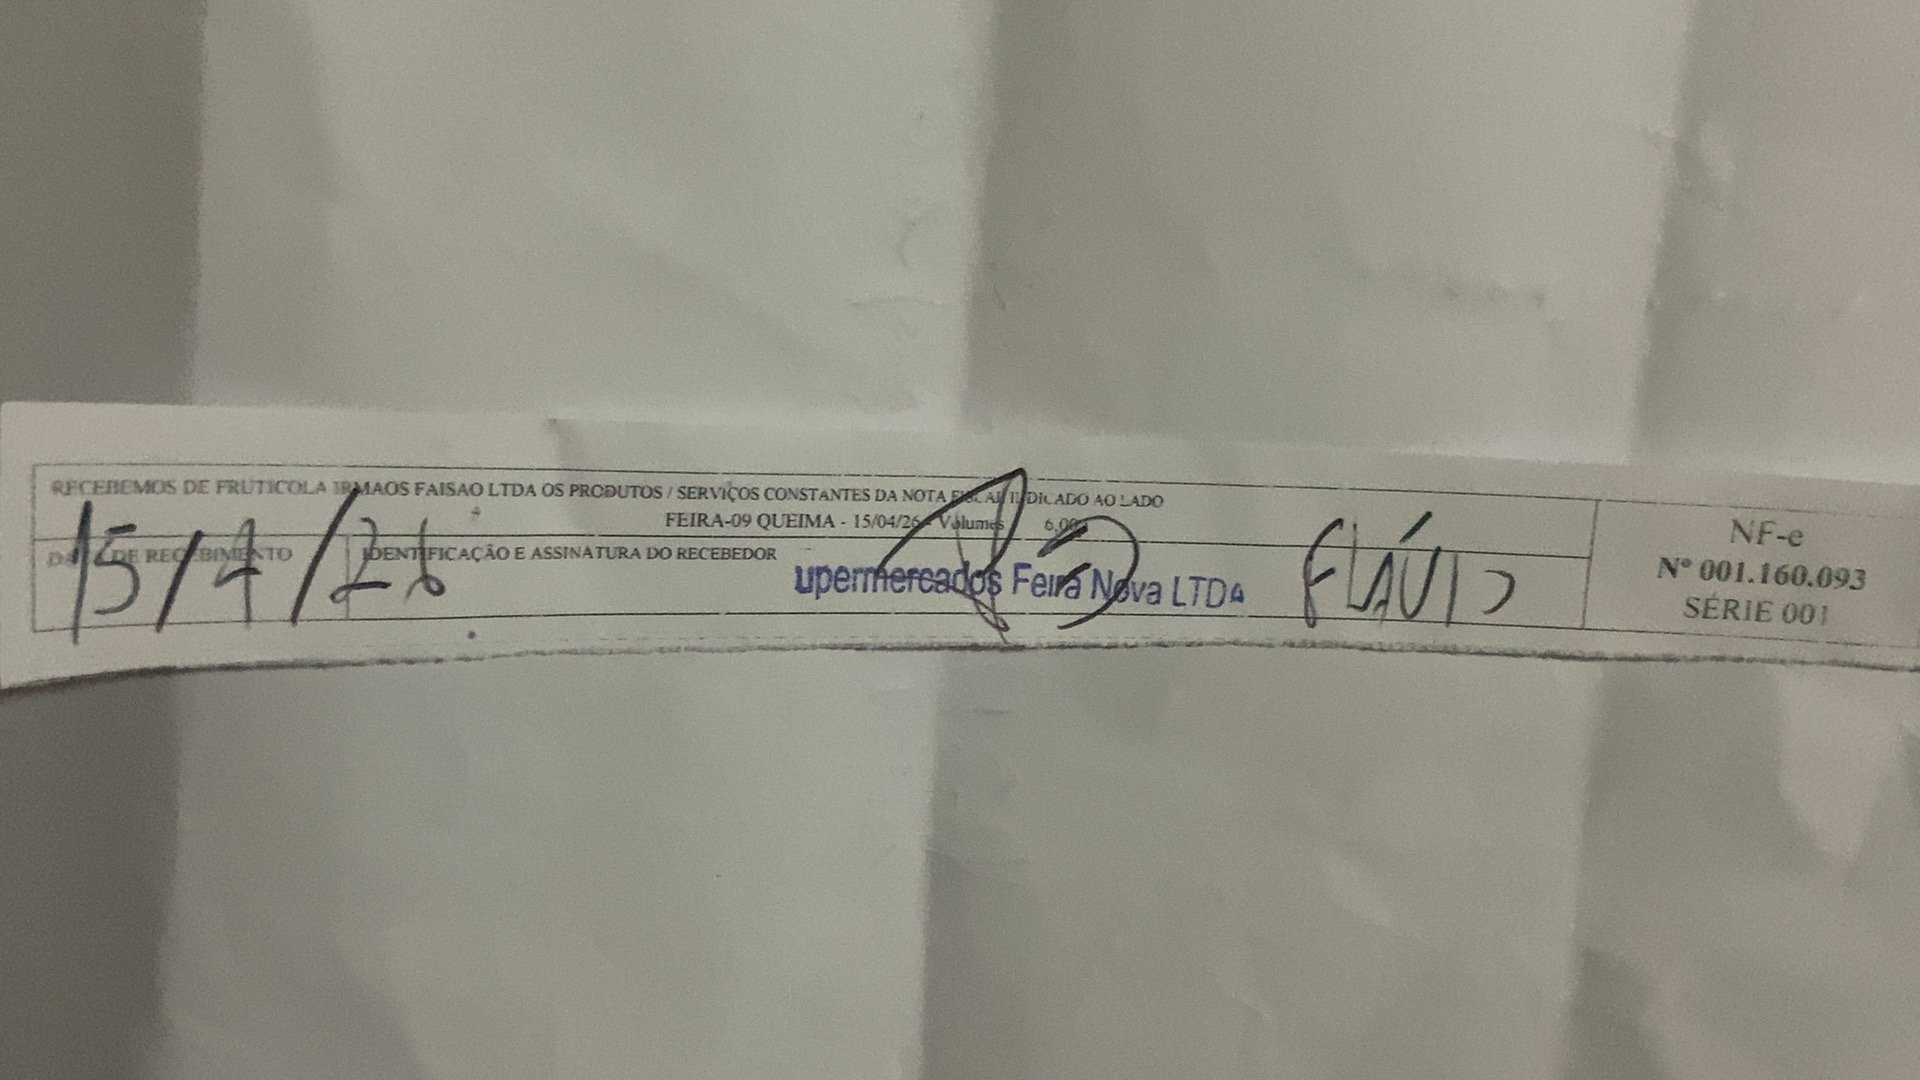 RECEBEMOS DE FRUTICOLA IRMAOS FAISAO LTDA OS PRODUTOS / SERVIÇOS CONSTANTES DA NOTA FISCAL INDICADO AO LADO
FEIRA-09 QUEIMA - 15/04/26 - Volumes 6,00
DATA DE RECEBIMENTO IDENTIFICAÇÃO E ASSINATURA DO RECEBEDOR
15/4/26
upermercados Feira Nova LTDA
FLÁVIO
NF-e
Nº 001.160.093
SÉRIE 001